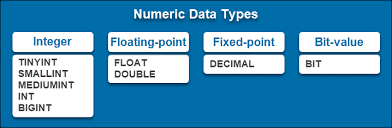 Numeric Data Types
Integer
TINYINT
SMALLINT
MEDIUMINT
INT
BIGINT
Floating-point
FLOAT
DOUBLE
Fixed-point
DECIMAL
Bit-value
BIT